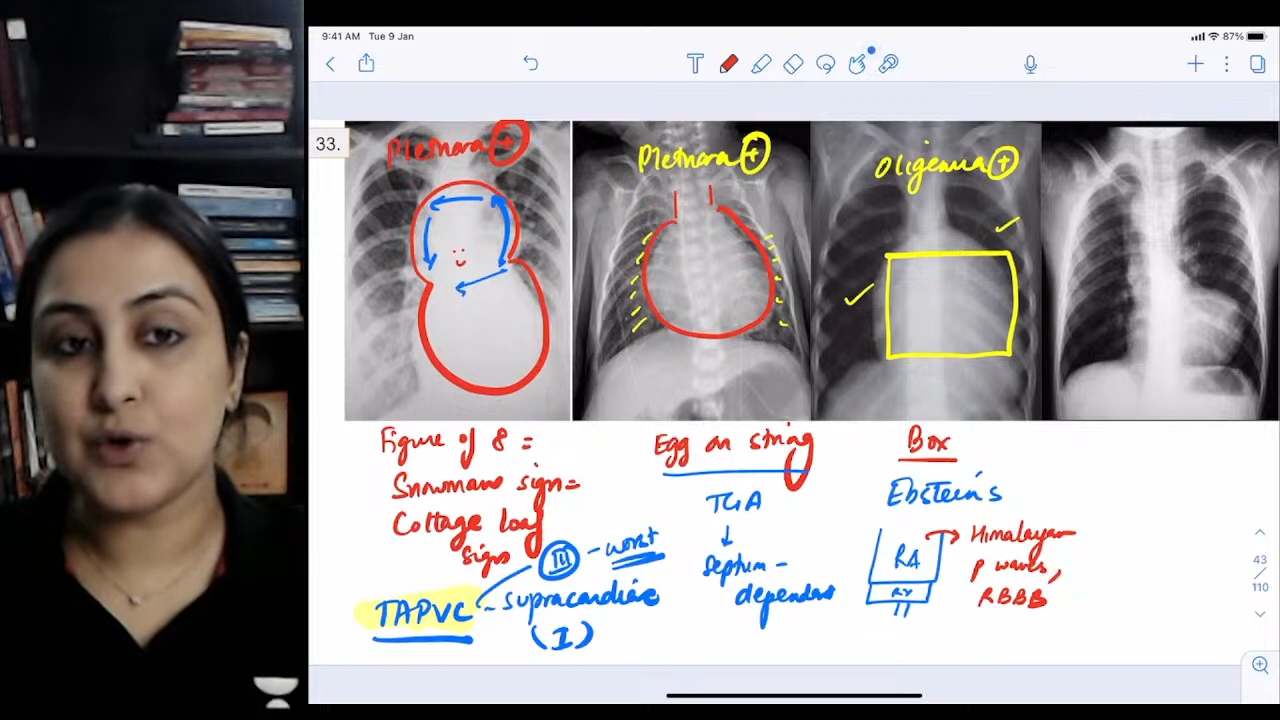 9:41 AM Tue 9 Jan
87%
T
33.
Plethora +
Plethora +
Oligemia +
Figure of 8 =
Snowmans sign =
Cottage loaf
sign
III - worst
TAPVC - supracardiac
(I)
Egg on string
TGA
↓
Septum -
dependent
Box
Ebstein's
RA
RV
Himalayan
P waves,
RBBB
43
110